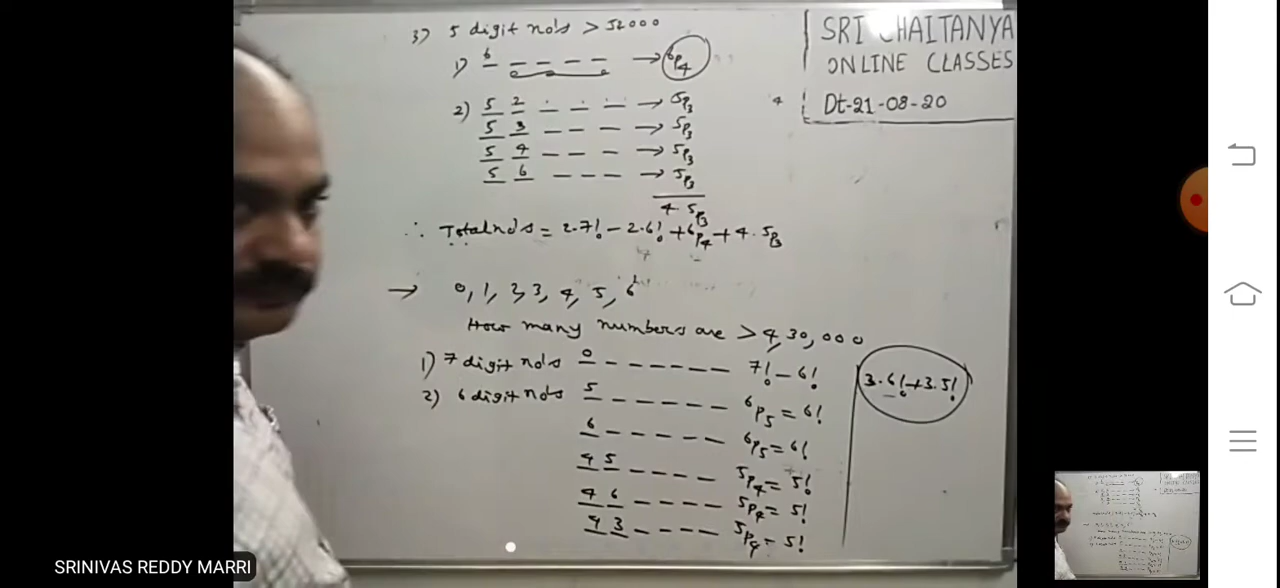 3) 5 digit no's > 52000
1) 6 _ _ _ _ → 6P4
2) 5 2 _ _ _ → 5P3
5 3 _ _ _ → 5P3
5 4 _ _ _ → 5P3
5 6 _ _ _ → 5P3
4 5P3
∴ Total no's = 2.7! - 2.6! + 6P4 + 4. 5P3
SRI CHAITANYA
ONLINE CLASSES
Dt-21-08-20
→ 0, 1, 2, 3, 4, 5, 6
How many numbers are > 4,30,000
1) 7 digit no's 0 _ _ _ _ _ _ 7! - 6!
2) 6 digit no's 5 _ _ _ _ _ 6P5 = 6!
6 _ _ _ _ _ 6P5 = 6!
4 5 _ _ _ _ 5P4 = 5!
4 6 _ _ _ _ 5P4 = 5!
4 3 _ _ _ _ 5P4 = 5!
3.6! + 3.5!
SRINIVAS REDDY MARRI